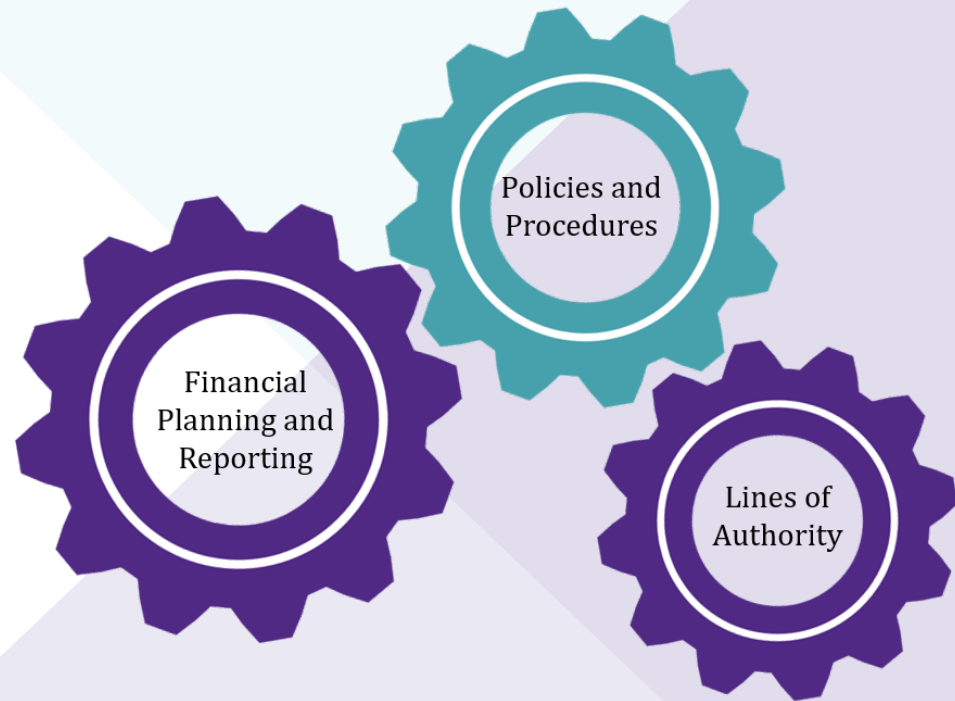 Policies and
Procedures
Financial
Planning and
Reporting
Lines of
Authority